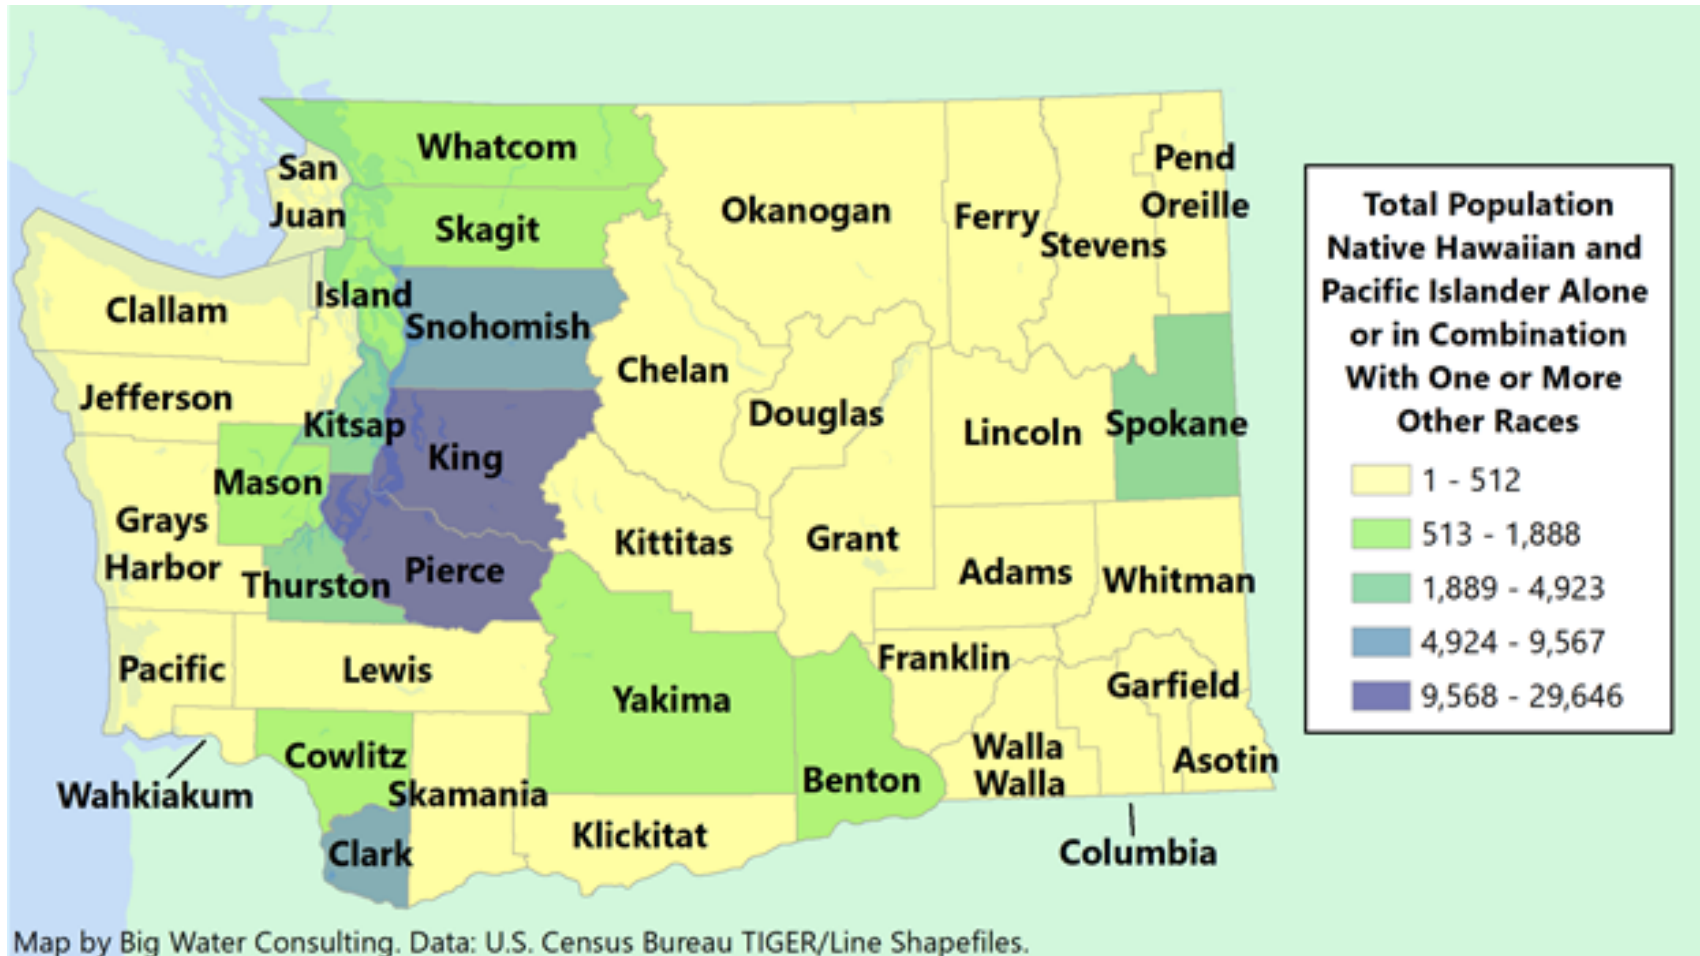 Whatcom
San
Juan
Skagit
Okanogan
Ferry
Stevens
Pend
Oreille
Clallam
Island
Snohomish
Chelan
Jefferson
Kitsap
King
Douglas
Lincoln
Spokane
Mason
Grays
Harbor
Thurston
Pierce
Kittitas
Grant
Adams
Whitman
Pacific
Lewis
Yakima
Franklin
Garfield
Wahkiakum
Cowlitz
Skamania
Benton
Walla
Walla
Asotin
Clark
Klickitat
Columbia
Total Population
Native Hawaiian and
Pacific Islander Alone
or in Combination
With One or More
Other Races
1 - 512
513 - 1,888
1,889 - 4,923
4,924 - 9,567
9,568 - 29,646
Map by Big Water Consulting. Data: U.S. Census Bureau TIGER/Line Shapefiles.